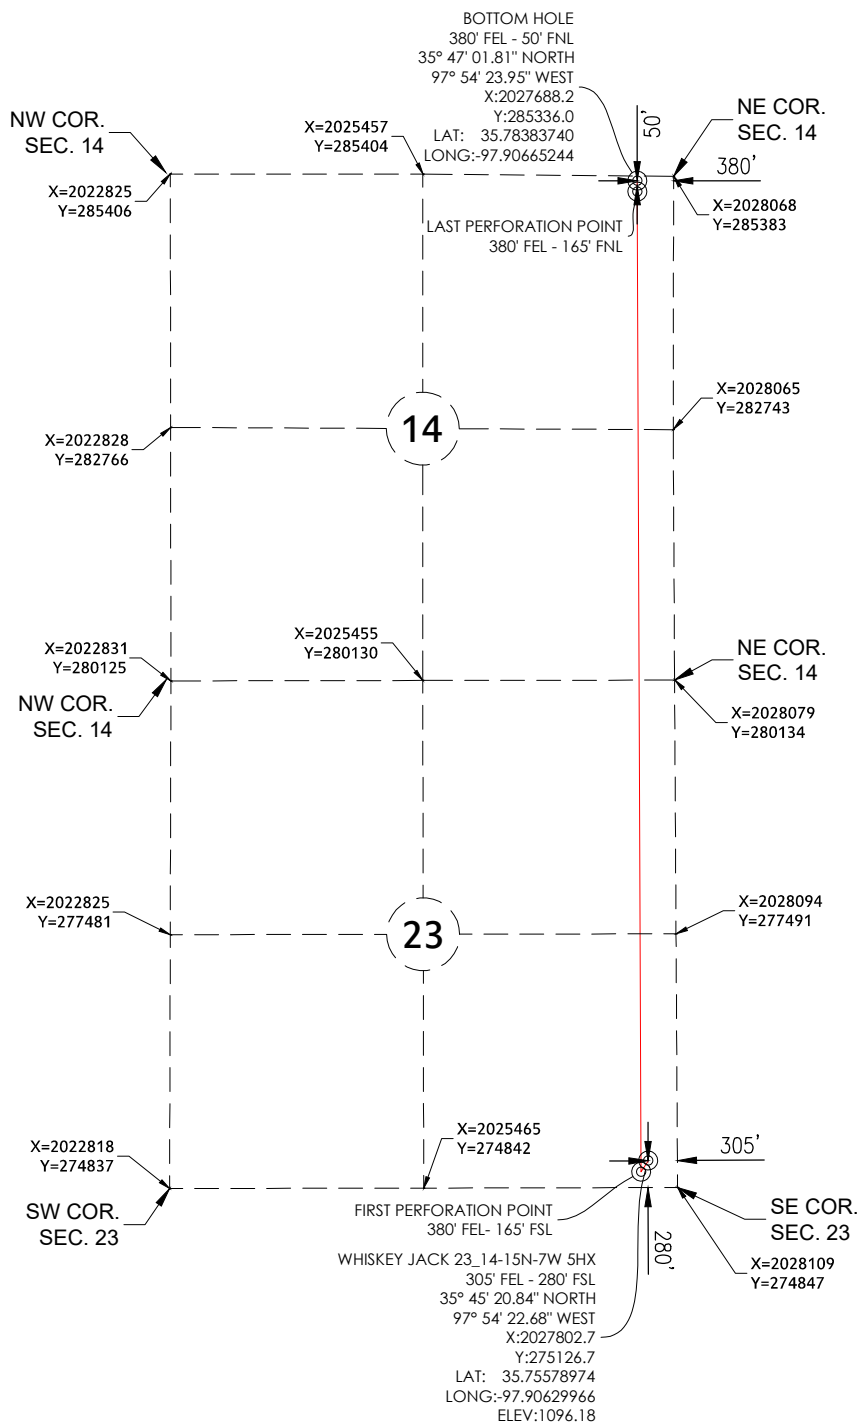 BOTTOM HOLE
380' FEL - 50' FNL
35° 47' 01.81" NORTH
97° 54' 23.95" WEST
X:2027688.2
Y:285336.0
LAT: 35.78383740
LONG:-97.90665244
50'
NW COR.
SEC. 14
X=2025457
Y=285404
NE COR.
SEC. 14
380'
X=2022825
Y=285406
X=2028068
Y=285383
LAST PERFORATION POINT
380' FEL - 165' FNL
X=2028065
Y=282743
14
X=2022828
Y=282766
X=2022831
Y=280125
X=2025455
Y=280130
NE COR.
SEC. 14
NW COR.
SEC. 14
X=2028079
Y=280134
X=2022825
Y=277481
X=2028094
Y=277491
23
X=2022818
Y=274837
X=2025465
Y=274842
305'
SW COR.
SEC. 23
FIRST PERFORATION POINT
380' FEL- 165' FSL
SE COR.
SEC. 23
280'
X=2028109
Y=274847
WHISKEY JACK 23_14-15N-7W 5HX
305' FEL - 280' FSL
35° 45' 20.84" NORTH
97° 54' 22.68" WEST
X:2027802.7
Y:275126.7
LAT: 35.75578974
LONG:-97.90629966
ELEV:1096.18